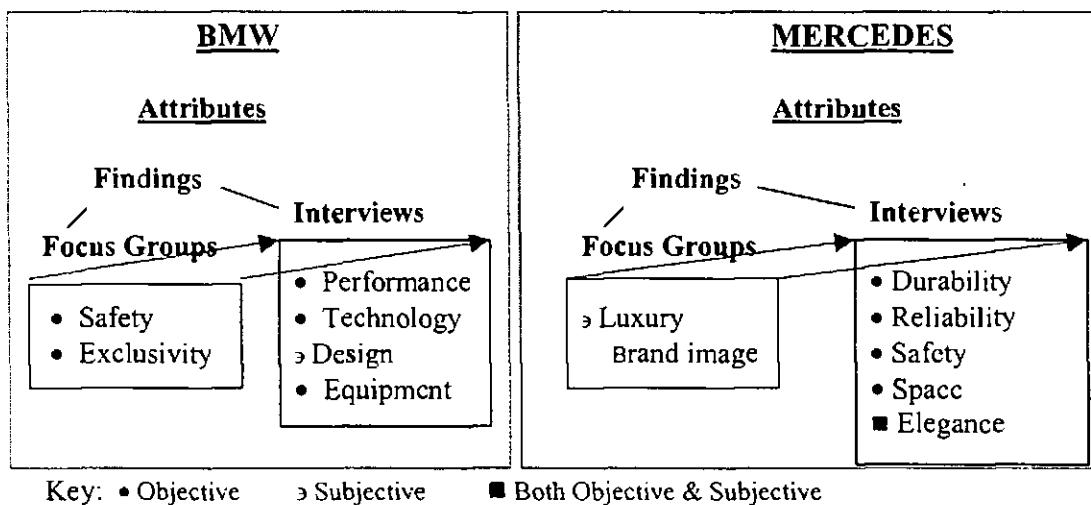 BMW
Attributes
Findings
Focus Groups
Interviews
• Safety
• Exclusivity
• Performance
• Technology
э Design
• Equipment
MERCEDES
Attributes
Findings
Focus Groups
Interviews
э Luxury
Brand image
• Durability
• Reliability
• Safety
• Space
■ Elegance
Key: • Objective э Subjective ■ Both Objective & Subjective